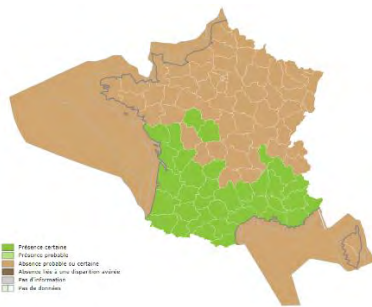 Présence certaine
Présence probable
Absence probable ou certaine
Absence liée à une disparition avérée
Pas d'information
Pas de données